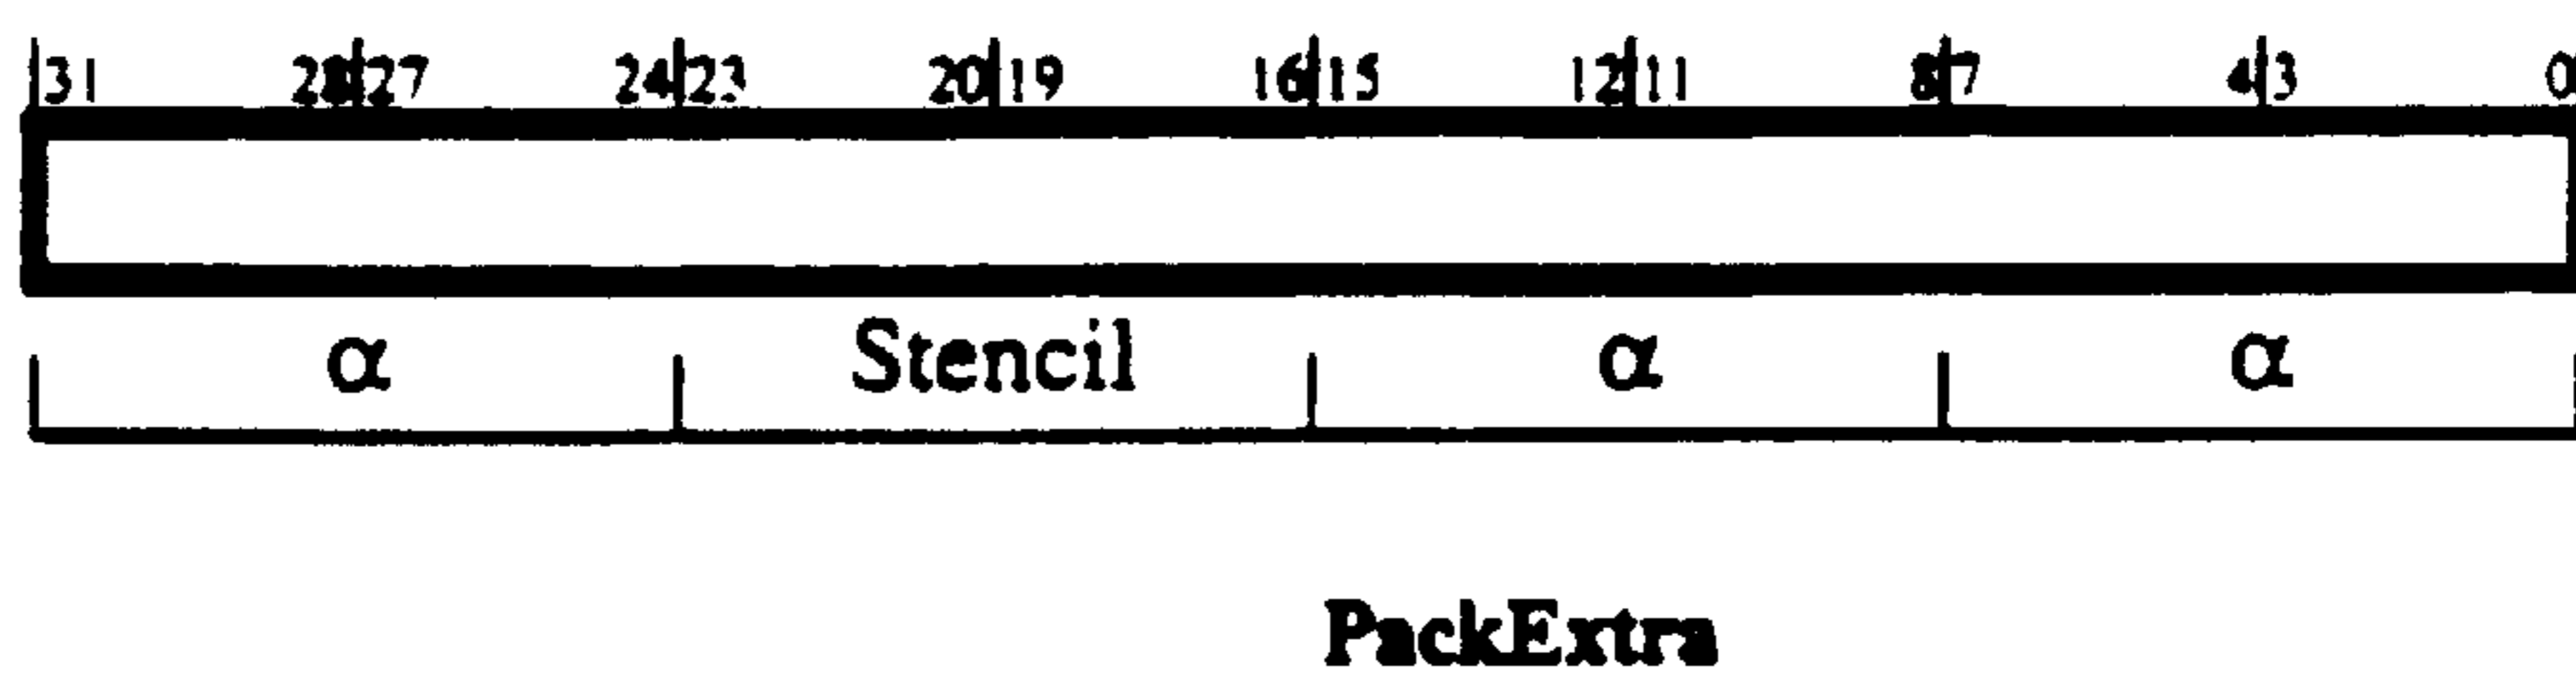 31 28 27 24 23 20 19 16 15 12 11 8 7 4 3 0
α Stencil α α
PackExtra